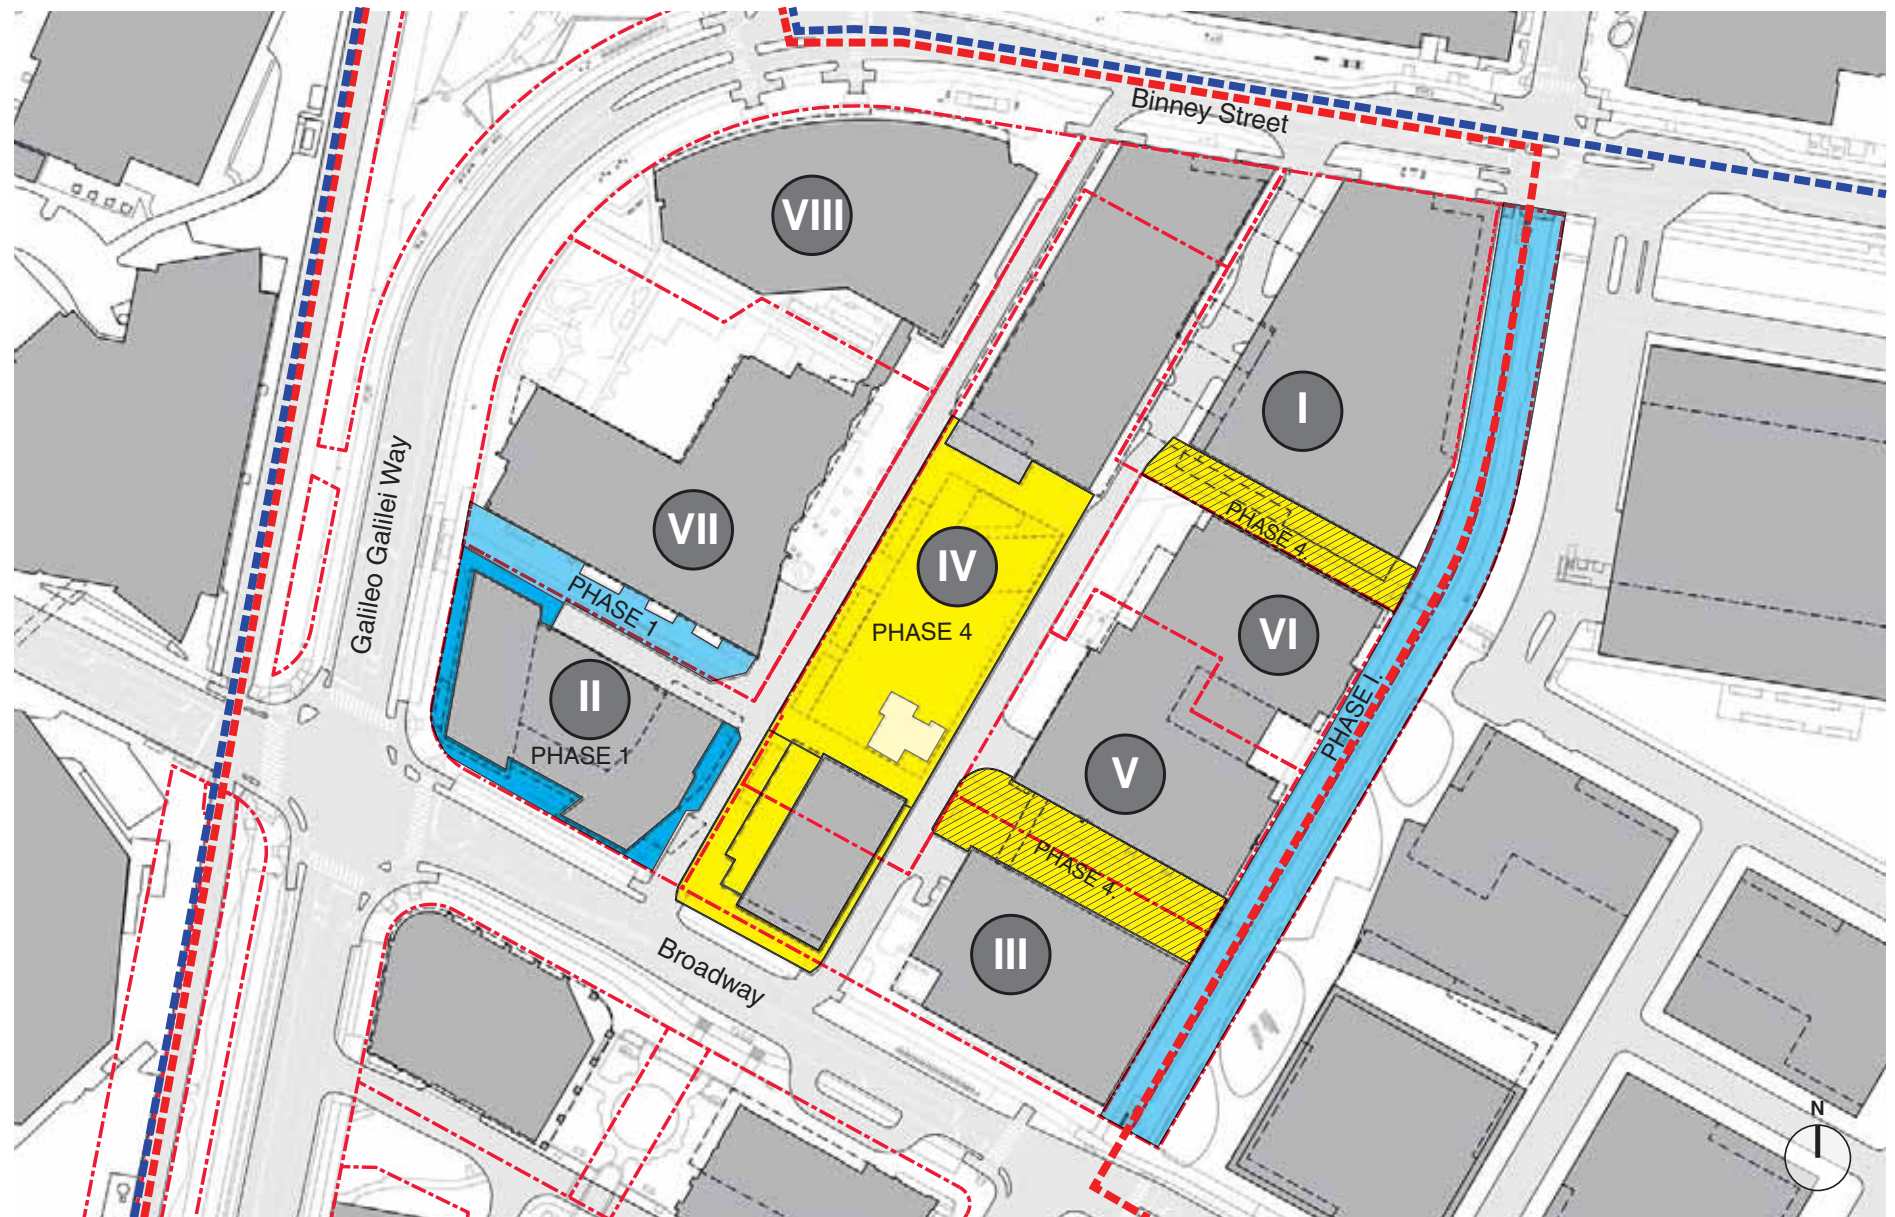 Binney Street
VIII
I
PHASE 4.
Galileo Galilei Way
VII
IV
PHASE 1
PHASE 4
VI
II
PHASE 1
PHASE I.
V
PHASE 4.
III
Broadway
N